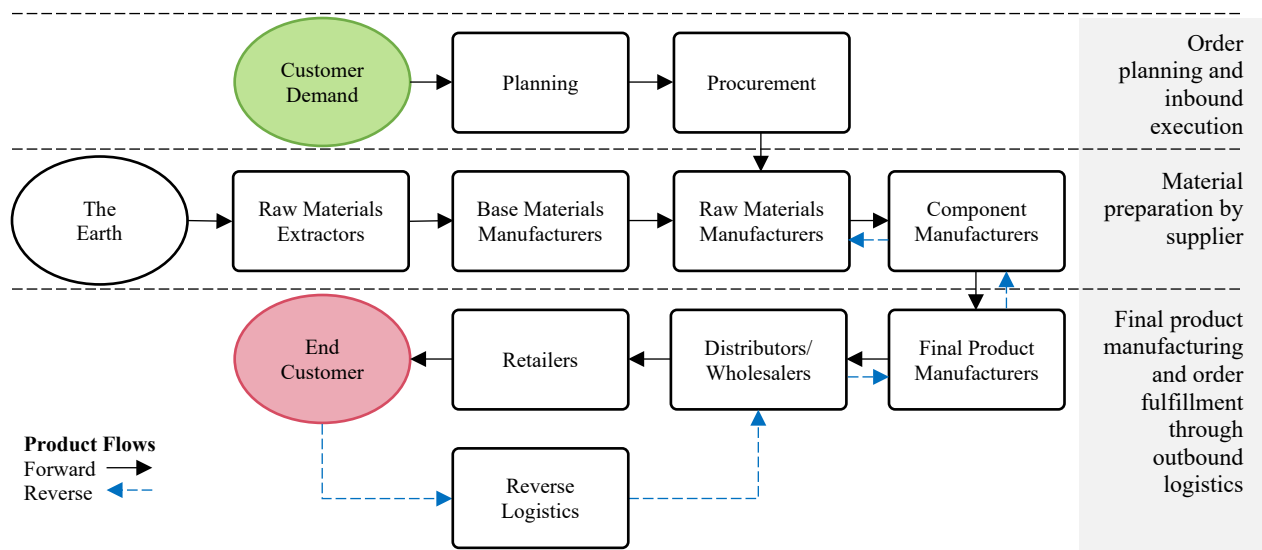 Customer
Demand
Planning
Procurement
Order
planning and
inbound
execution
The
Earth
Raw Materials
Extractors
Base Materials
Manufacturers
Raw Materials
Manufacturers
Component
Manufacturers
Material
preparation by
supplier
End
Customer
Retailers
Distributors/
Wholesalers
Final Product
Manufacturers
Final product
manufacturing
and order
fulfillment
through
outbound
logistics
Product Flows
Forward
Reverse
Reverse
Logistics